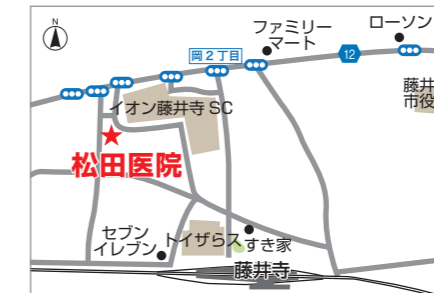 N
ファミリー
マート
ローソン
岡2丁目
12
藤井
市役
イオン藤井寺SC
松田医院
セブン
イレブン
トイザらス
すき家
藤井寺